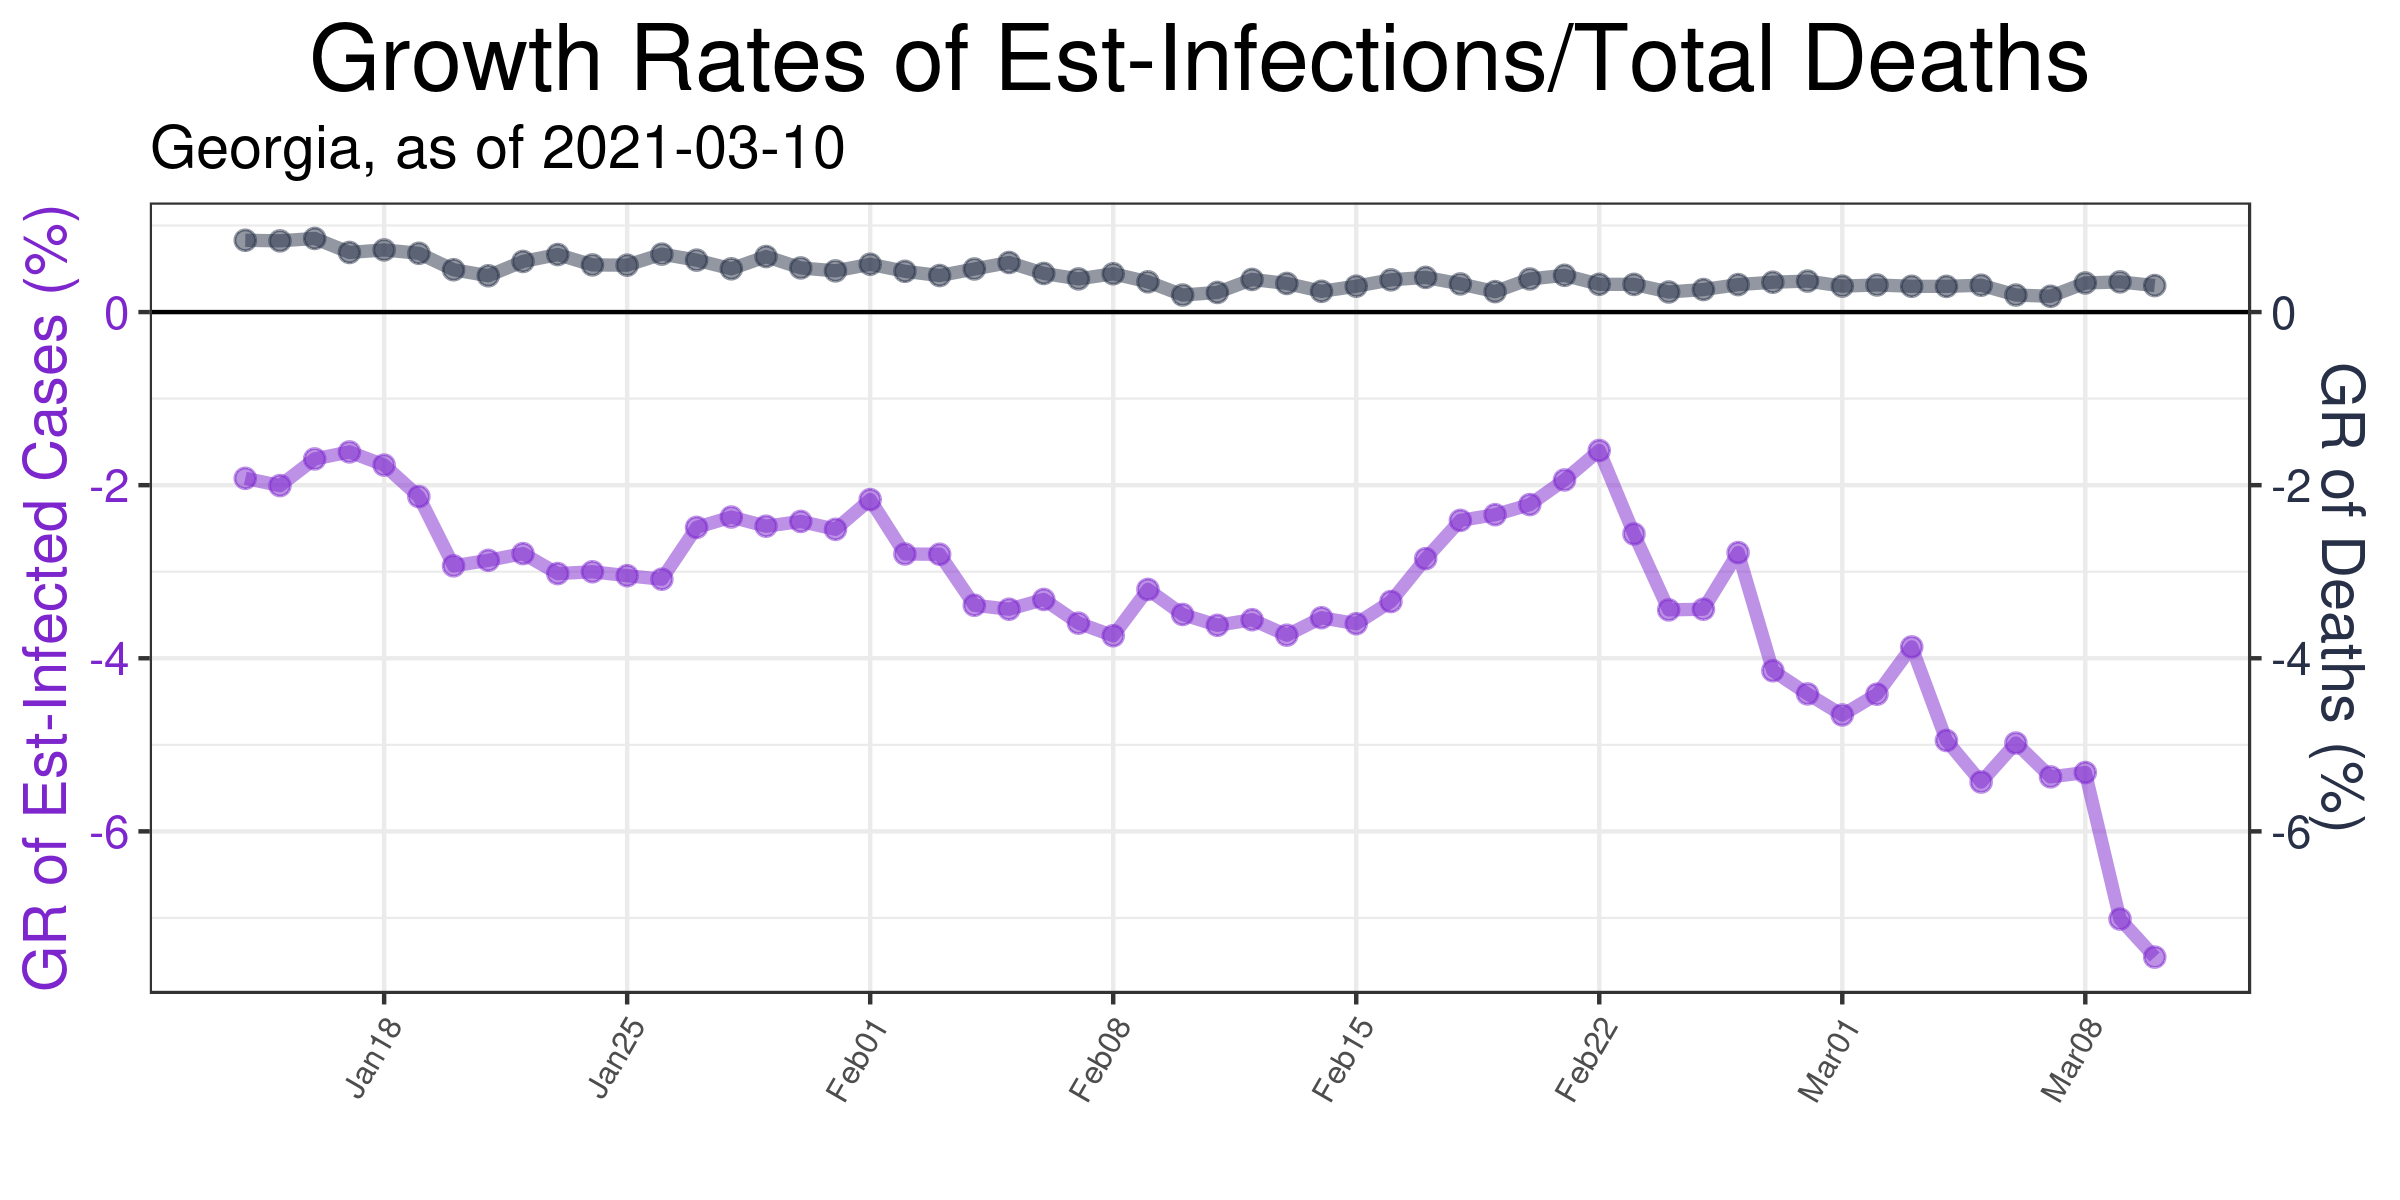 Growth Rates of Est-Infections/Total Deaths
Georgia, as of 2021-03-10
GR of Est-Infected Cases (%)
0
-2
-4
-6
0
-2
-4
-6
GR of Deaths (%)
Jan18
Jan25
Feb01
Feb08
Feb15
Feb22
Mar01
Mar08